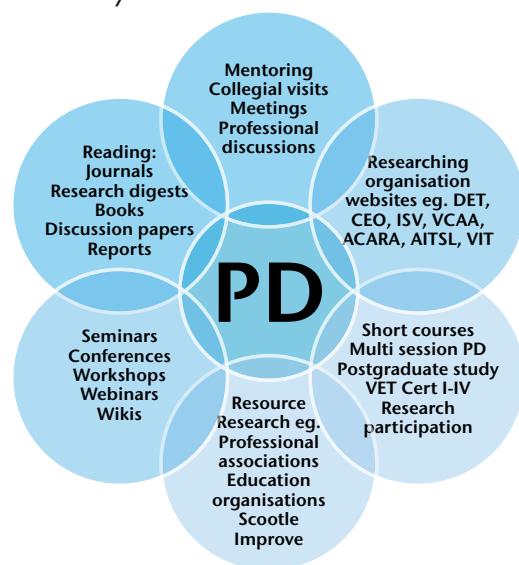 Mentoring
Collegial visits
Meetings
Professional
discussions
Reading:
Journals
Research digests
Books
Discussion papers
Reports
Researching
organisation
websites eg. DET,
CEO, ISV, VCAA,
ACARA, AITSL, VIT
PD
Seminars
Conferences
Workshops
Webinars
Wikis
Short courses
Multi session PD
Postgraduate study
VET Cert I-IV
Research
participation
Resource
Research eg.
Professional
associations
Education
organisations
Scootle
Improve